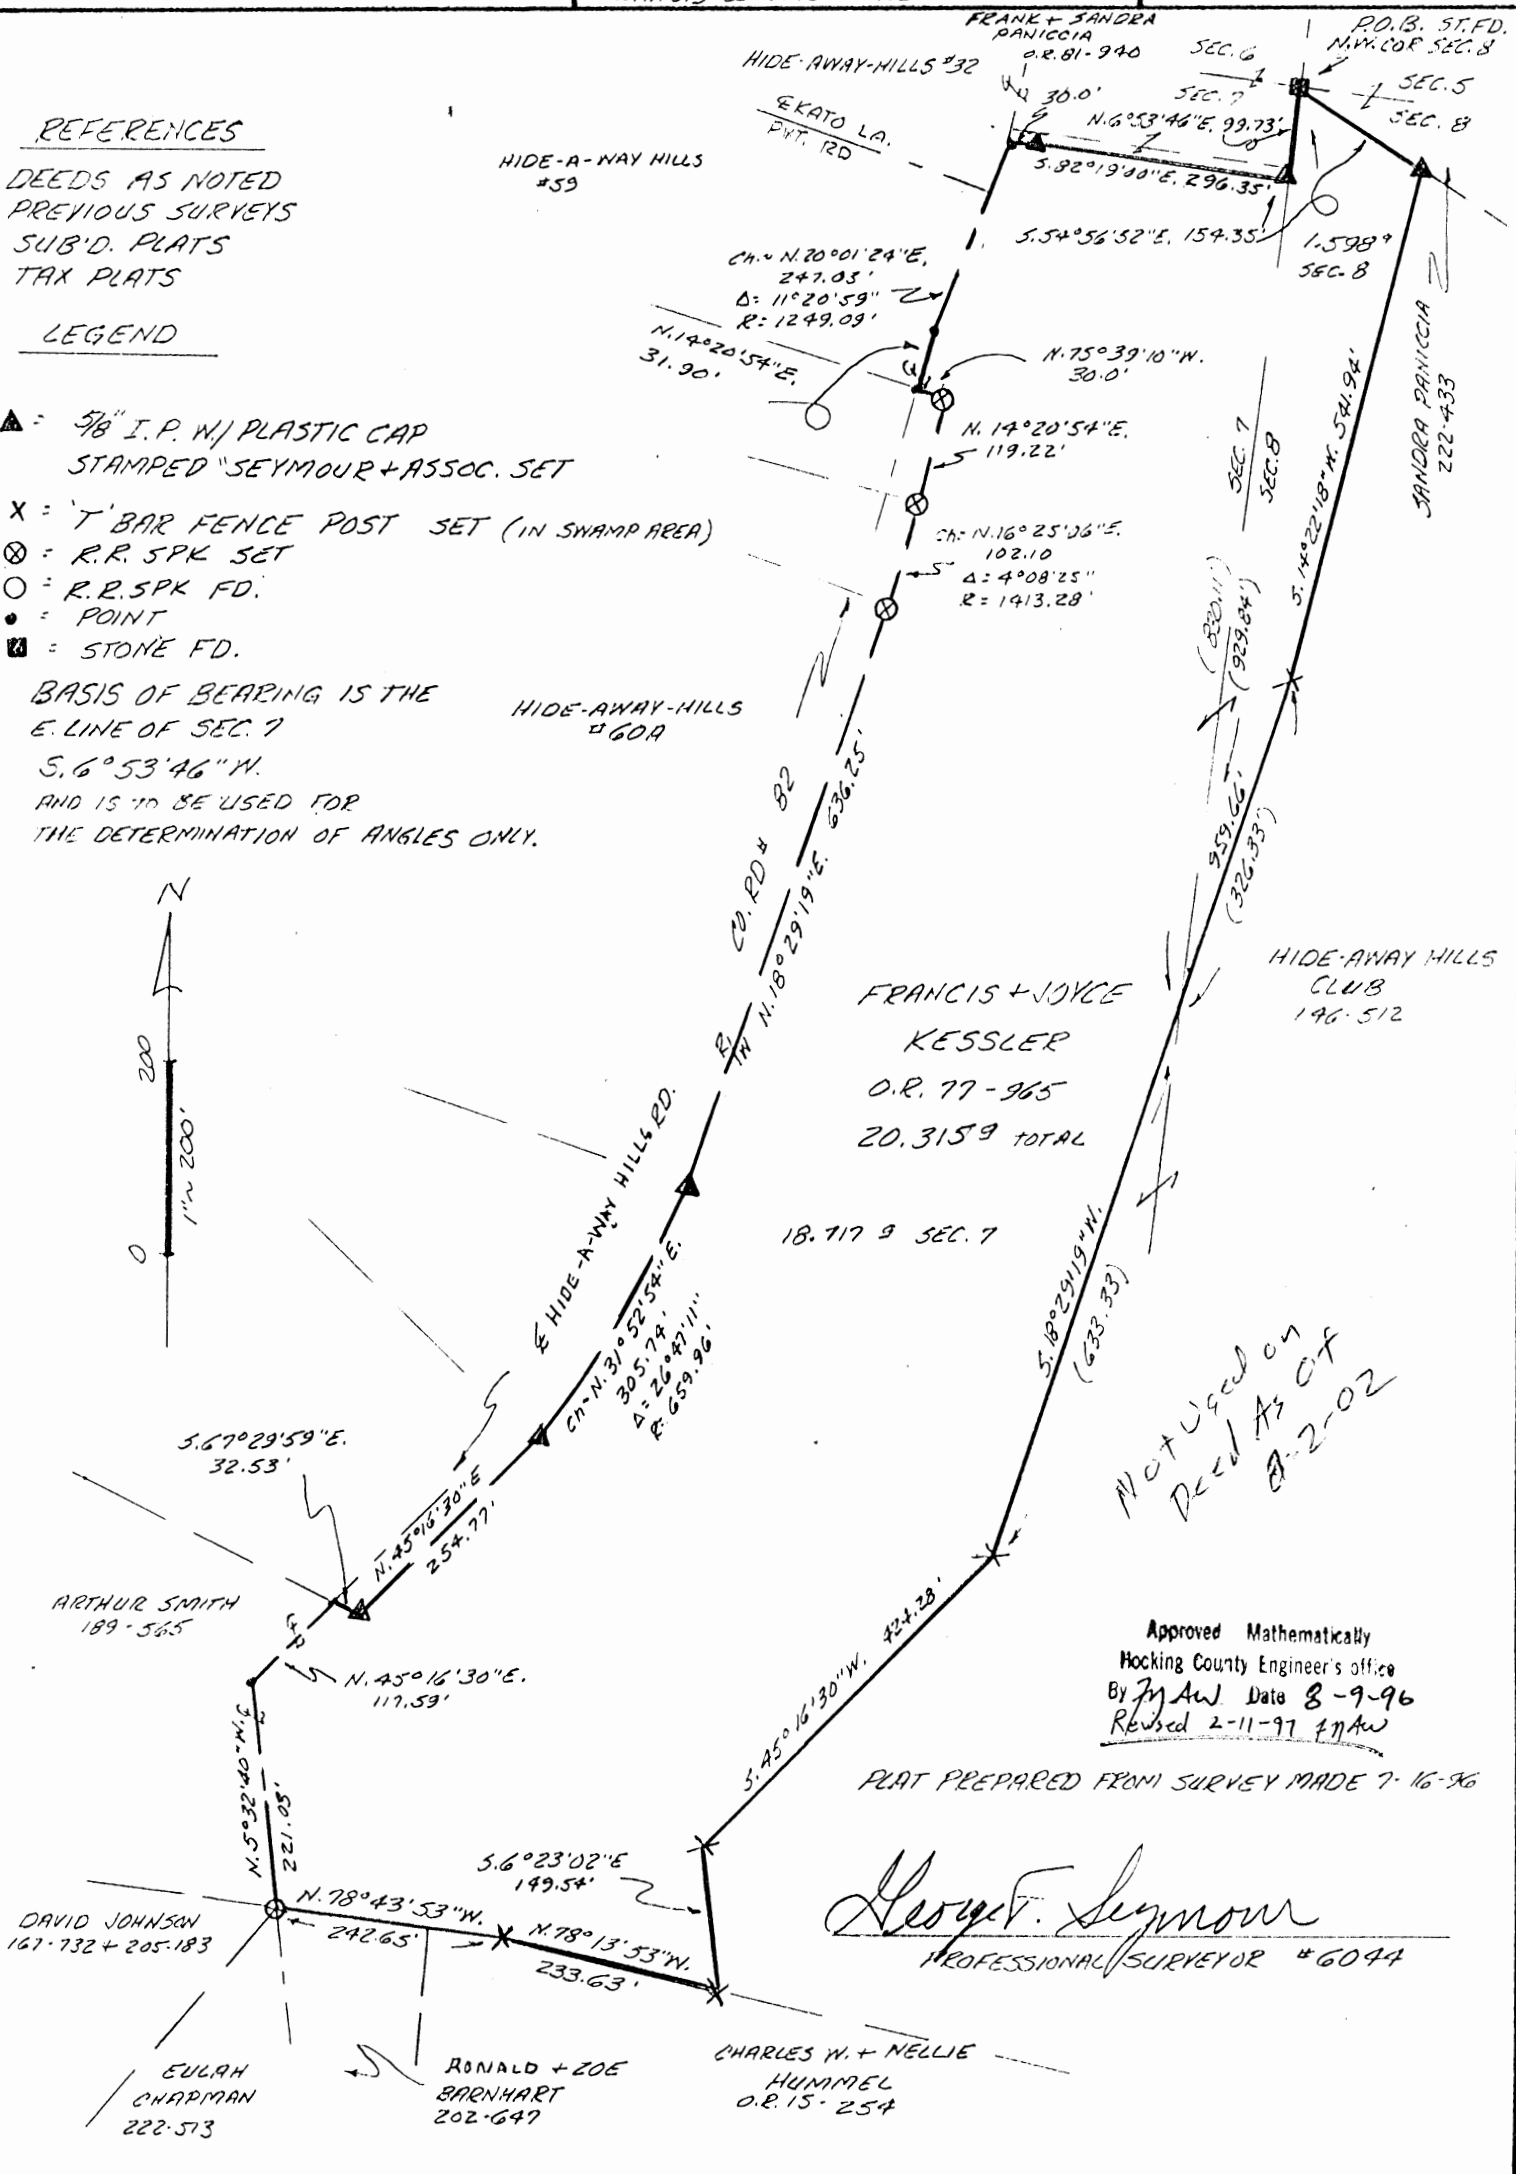 FRANK + SANDRA
PANICCIA
O.R. 81-940
HIDE-AWAY-HILLS #32
SEC. 6
SEC. 7
P.O.B. ST.FD.
N.W. COR SEC. 8
SEC. 5
SEC. 8
30.0'
N.6°53'46"E. 99.73'
S.82°19'00"E. 296.35'
EKATO LA.
PVT. RD
HIDE-A-WAY HILLS
#59
REFERENCES
DEEDS AS NOTED
PREVIOUS SURVEYS
SUB'D. PLATS
TAX PLATS
LEGEND
▲ = 5/8" I.P. W/ PLASTIC CAP
STAMPED "SEYMOUR + ASSOC. SET
X = 'T' BAR FENCE POST SET (IN SWAMP AREA)
⊗ = R.R. SPK SET
○ = R.R. SPK FD.
● = POINT
= STONE FD.
BASIS OF BEARING IS THE
E. LINE OF SEC. 7
S.6°53'46"W.
AND IS TO BE USED FOR
THE DETERMINATION OF ANGLES ONLY.
S.54°56'52"E. 154.35'
1.598ª
SEC. 8
Ch.~ N.20°01'24"E.
247.03'
Δ= 11°20'59"
R= 1249.09'
N.14°20'54"E.
31.90'
N.75°39'10"W.
30.0'
N. 14°20'54"E.
119.22'
Ch: N.16°25'06"E.
102.10
Δ= 4°08'25"
R= 1413.28'
SANDRA PANICCIA
222-433
SEC. 7
SEC. 8
S.14°22'18"W. 541.94'
(830.11')
(929.84')
959.66'
(326.33')
HIDE-AWAY-HILLS
#60A
CO. RD # 82
N.18°29'19"E. 636.25'
R/W
N
200
0
1"~ 200'
FRANCIS + JOYCE
KESSLER
O.R. 77-965
20.315ª TOTAL
18.717ª SEC. 7
HIDE-AWAY HILLS
CLUB
146-512
℄ HIDE-A-WAY HILLS RD.
Ch~N.31°52'54"E.
305.74'
Δ= 26°47'11"
R= 659.96'
S.18°29'19"W.
(633.33)
Not Used on
Deed As Of
8-2-02
S.67°29'59"E.
32.53'
N.45°16'30"E
254.77'
ARTHUR SMITH
189-565
N.45°16'30"E.
117.59'
S.45°16'30"W. 424.28'
Approved Mathematically
Hocking County Engineer's office
By Date 8-9-96
Revised 2-11-97
PLAT PREPARED FROM SURVEY MADE 7-16-96
N.5°32'40"W.
221.03'
S.6°23'02"E
149.54'
N.78°43'53"W.
242.65'
N.78°13'53"W.
233.63'
DAVID JOHNSON
167-732 + 205-183
George F. Seymour
PROFESSIONAL SURVEYOR #6044
EULAH
CHAPMAN
222-573
RONALD + ZOE
BARNHART
202-647
CHARLES W. + NELLIE
HUMMEL
O.R. 15-254